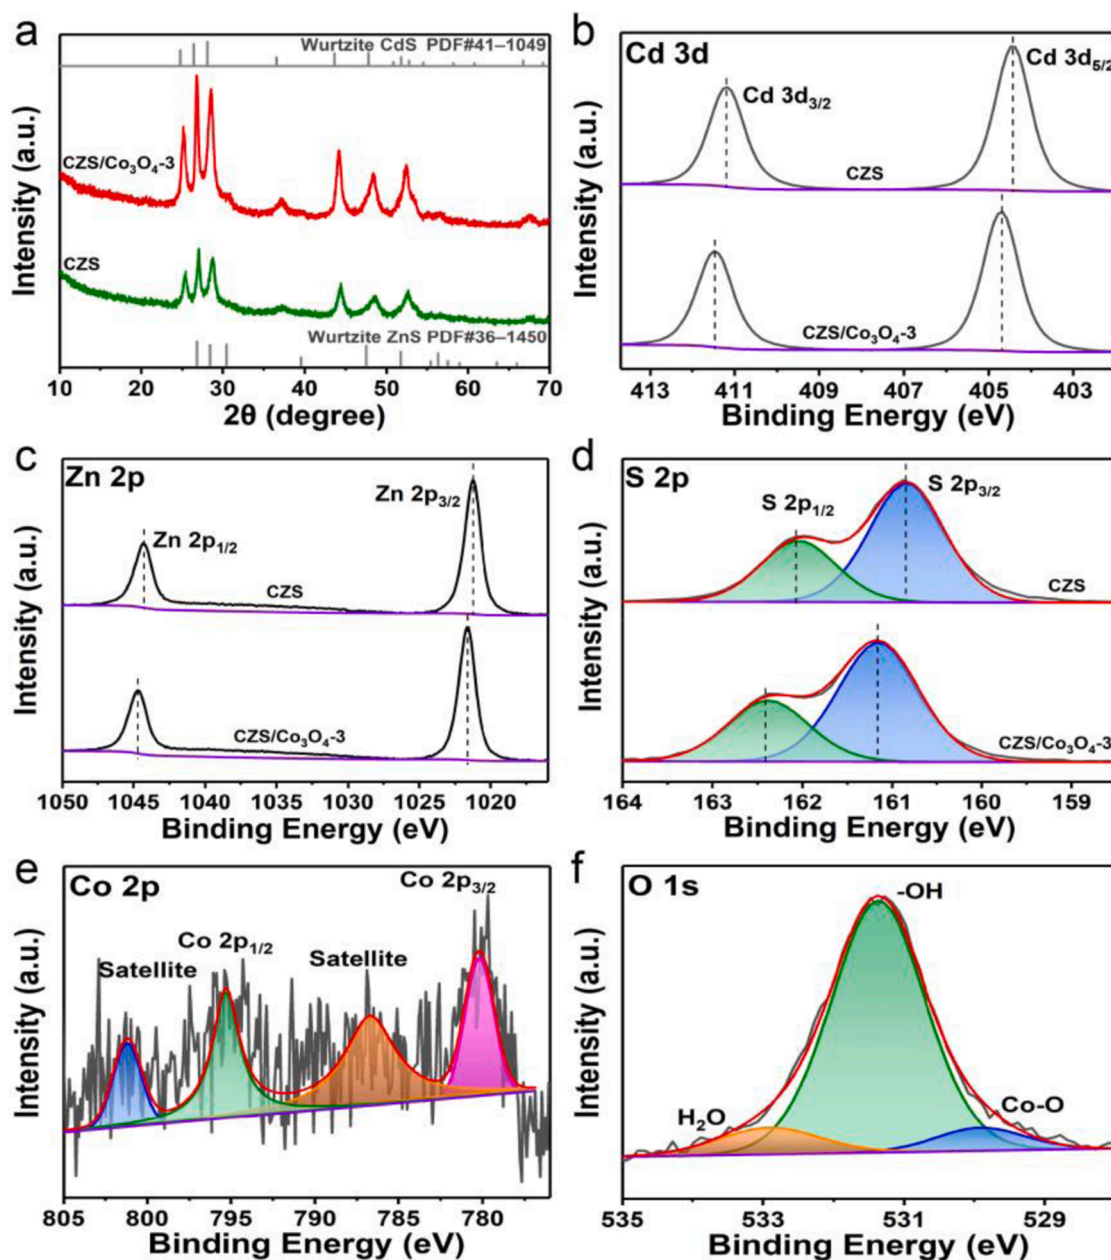 a
Wurtzite CdS PDF#41–1049
CZS/Co₃O₄-3
CZS
Wurtzite ZnS PDF#36–1450
Intensity (a.u.)
10 20 30 40 50 60 70
2θ (degree)
b
Cd 3d
Cd 3d₃/₂
Cd 3d₅/₂
CZS
CZS/Co₃O₄-3
Intensity (a.u.)
413 411 409 407 405 403
Binding Energy (eV)
c
Zn 2p
Zn 2p₃/₂
Zn 2p₁/₂
CZS
CZS/Co₃O₄-3
Intensity (a.u.)
1050 1045 1040 1035 1030 1025 1020
Binding Energy (eV)
d
S 2p
S 2p₁/₂
S 2p₃/₂
CZS
CZS/Co₃O₄-3
Intensity (a.u.)
164 163 162 161 160 159
Binding Energy (eV)
e
Co 2p
Co 2p₃/₂
Co 2p₁/₂
Satellite
Satellite
Intensity (a.u.)
805 800 795 790 785 780
Binding Energy (eV)
f
O 1s
-OH
H₂O
Co-O
Intensity (a.u.)
535 533 531 529
Binding Energy (eV)